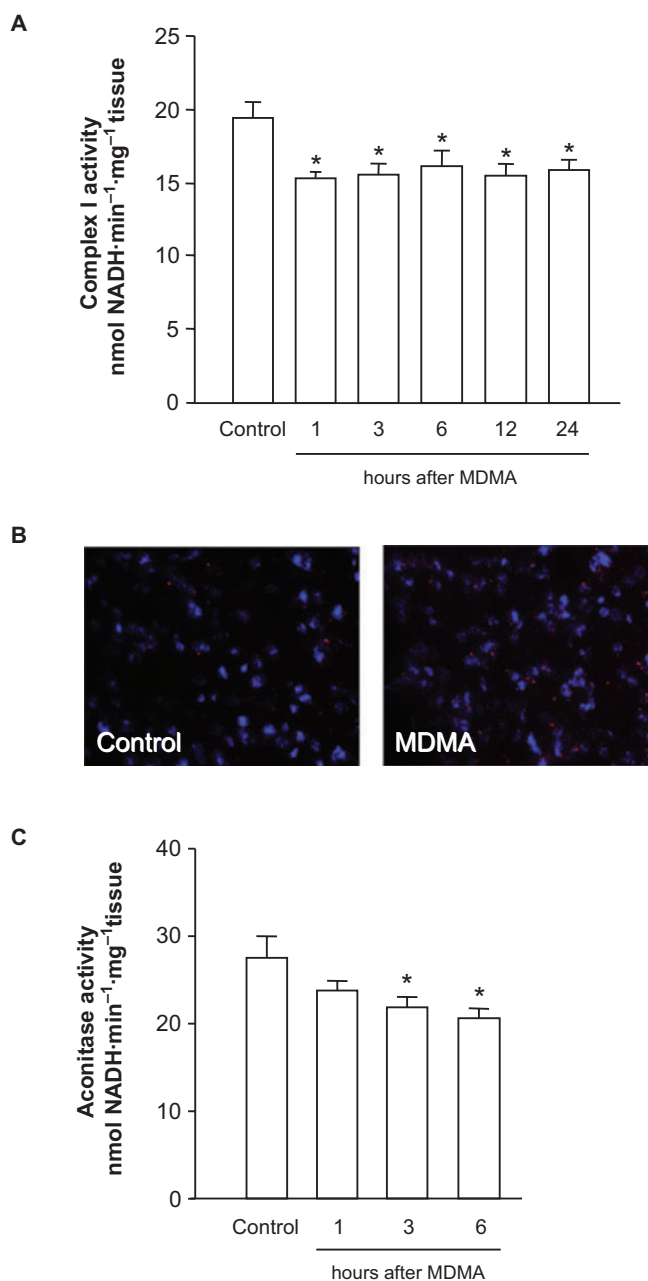 A
Complex I activity
nmol NADH·min⁻¹·mg⁻¹ tissue
25
20
15
10
5
0
* * * * *
Control 1 3 6 12 24
hours after MDMA
B
Control MDMA
C
Aconitase activity
nmol NADH·min⁻¹·mg⁻¹tissue
40
30
20
10
0
* *
Control 1 3 6
hours after MDMA